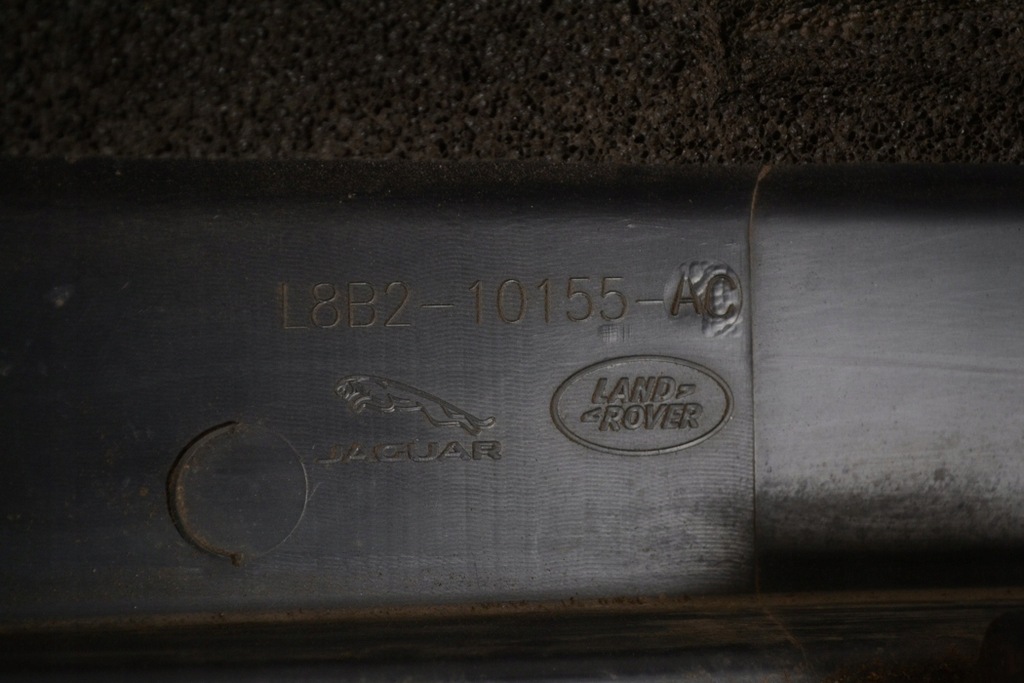 L8B2-10155-AC
JAGUAR
LAND-
-ROVER